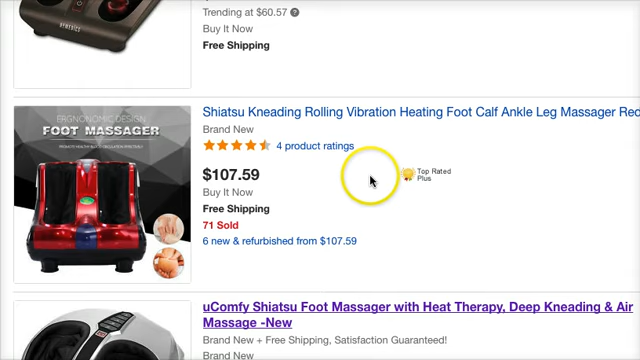 HOMEDICS
Trending at $60.57 ?
Buy It Now
Free Shipping
ERGNONOMIC DESIGN
FOOT MASSAGER
Shiatsu Kneading Rolling Vibration Heating Foot Calf Ankle Leg Massager Red
Brand New
4 product ratings
$107.59
Top Rated
Plus
Buy It Now
Free Shipping
71 Sold
6 new & refurbished from $107.59
uComfy Shiatsu Foot Massager with Heat Therapy, Deep Kneading & Air
Massage -New
Brand New + Free Shipping, Satisfaction Guaranteed!
Brand New